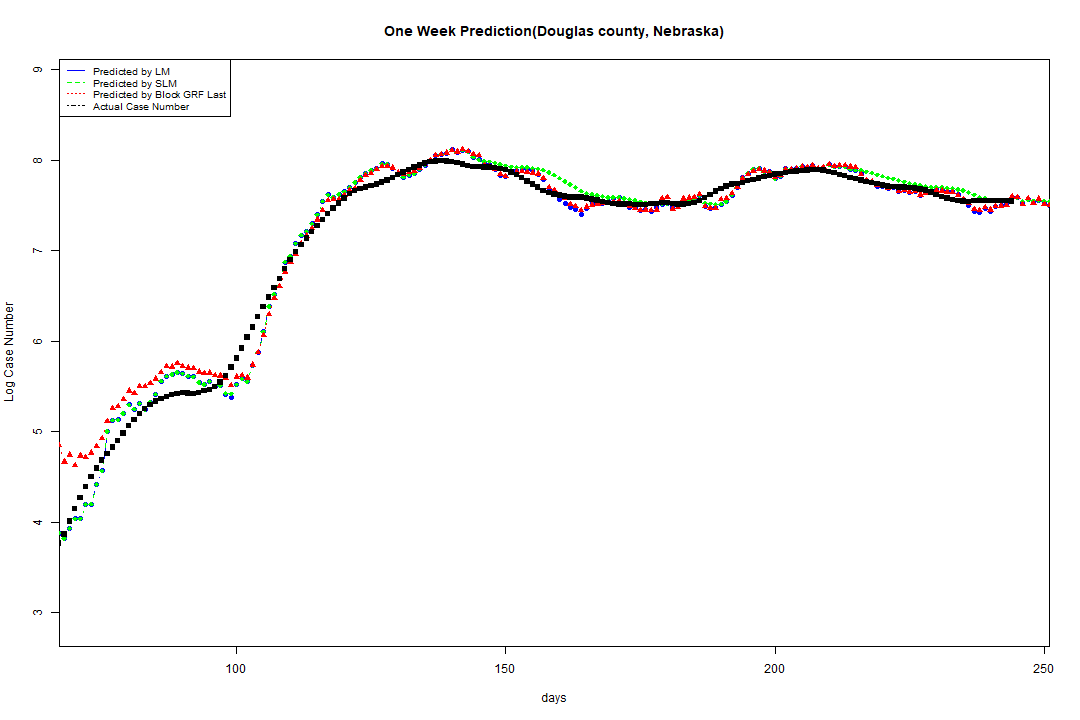 One Week Prediction(Douglas county, Nebraska)
Predicted by LM
Predicted by SLM
Predicted by Block GRF Last
Actual Case Number
9
8
7
6
5
4
3
Log Case Number
100
150
200
250
days